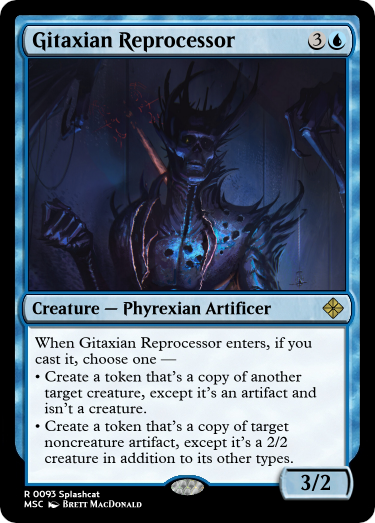 Gitaxian Reprocessor 3
Creature — Phyrexian Artificer
When Gitaxian Reprocessor enters, if you
cast it, choose one —
• Create a token that's a copy of another
target creature, except it's an artifact and
isn't a creature.
• Create a token that's a copy of target
noncreature artifact, except it's a 2/2
creature in addition to its other types.
3/2
R 0093 Splashcat
MSC Brett MacDonald